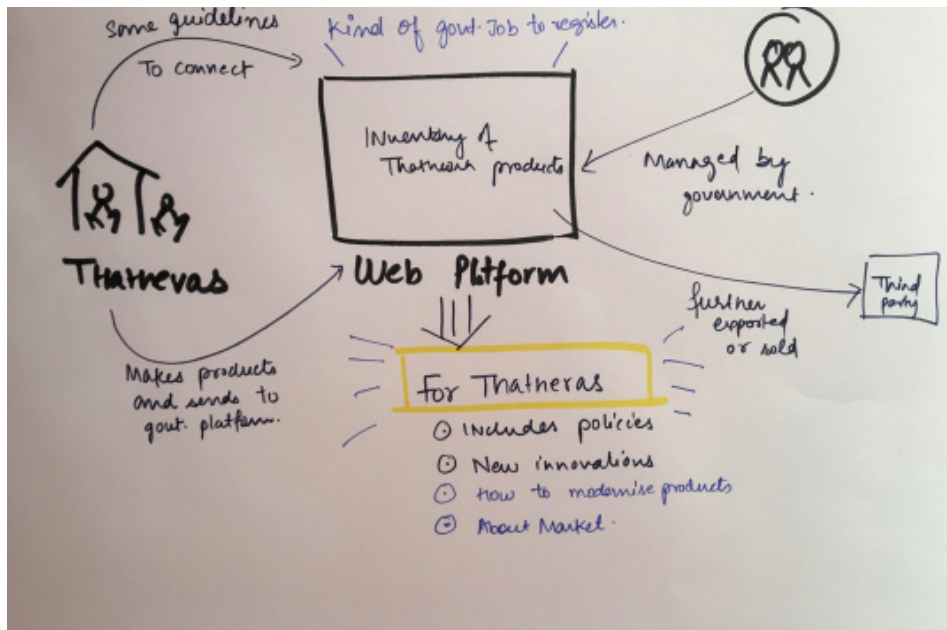 Some guidelines
To connect
Kind of govt. Job to register.
Inventory of
Thathera products
Managed by
government.
Thatheras
Web Pltform
Makes products
and sends to
govt. platform.
further
exported
or sold
Third
party
For Thatheras
Includes policies
New innovations
How to modernise products
About Market.